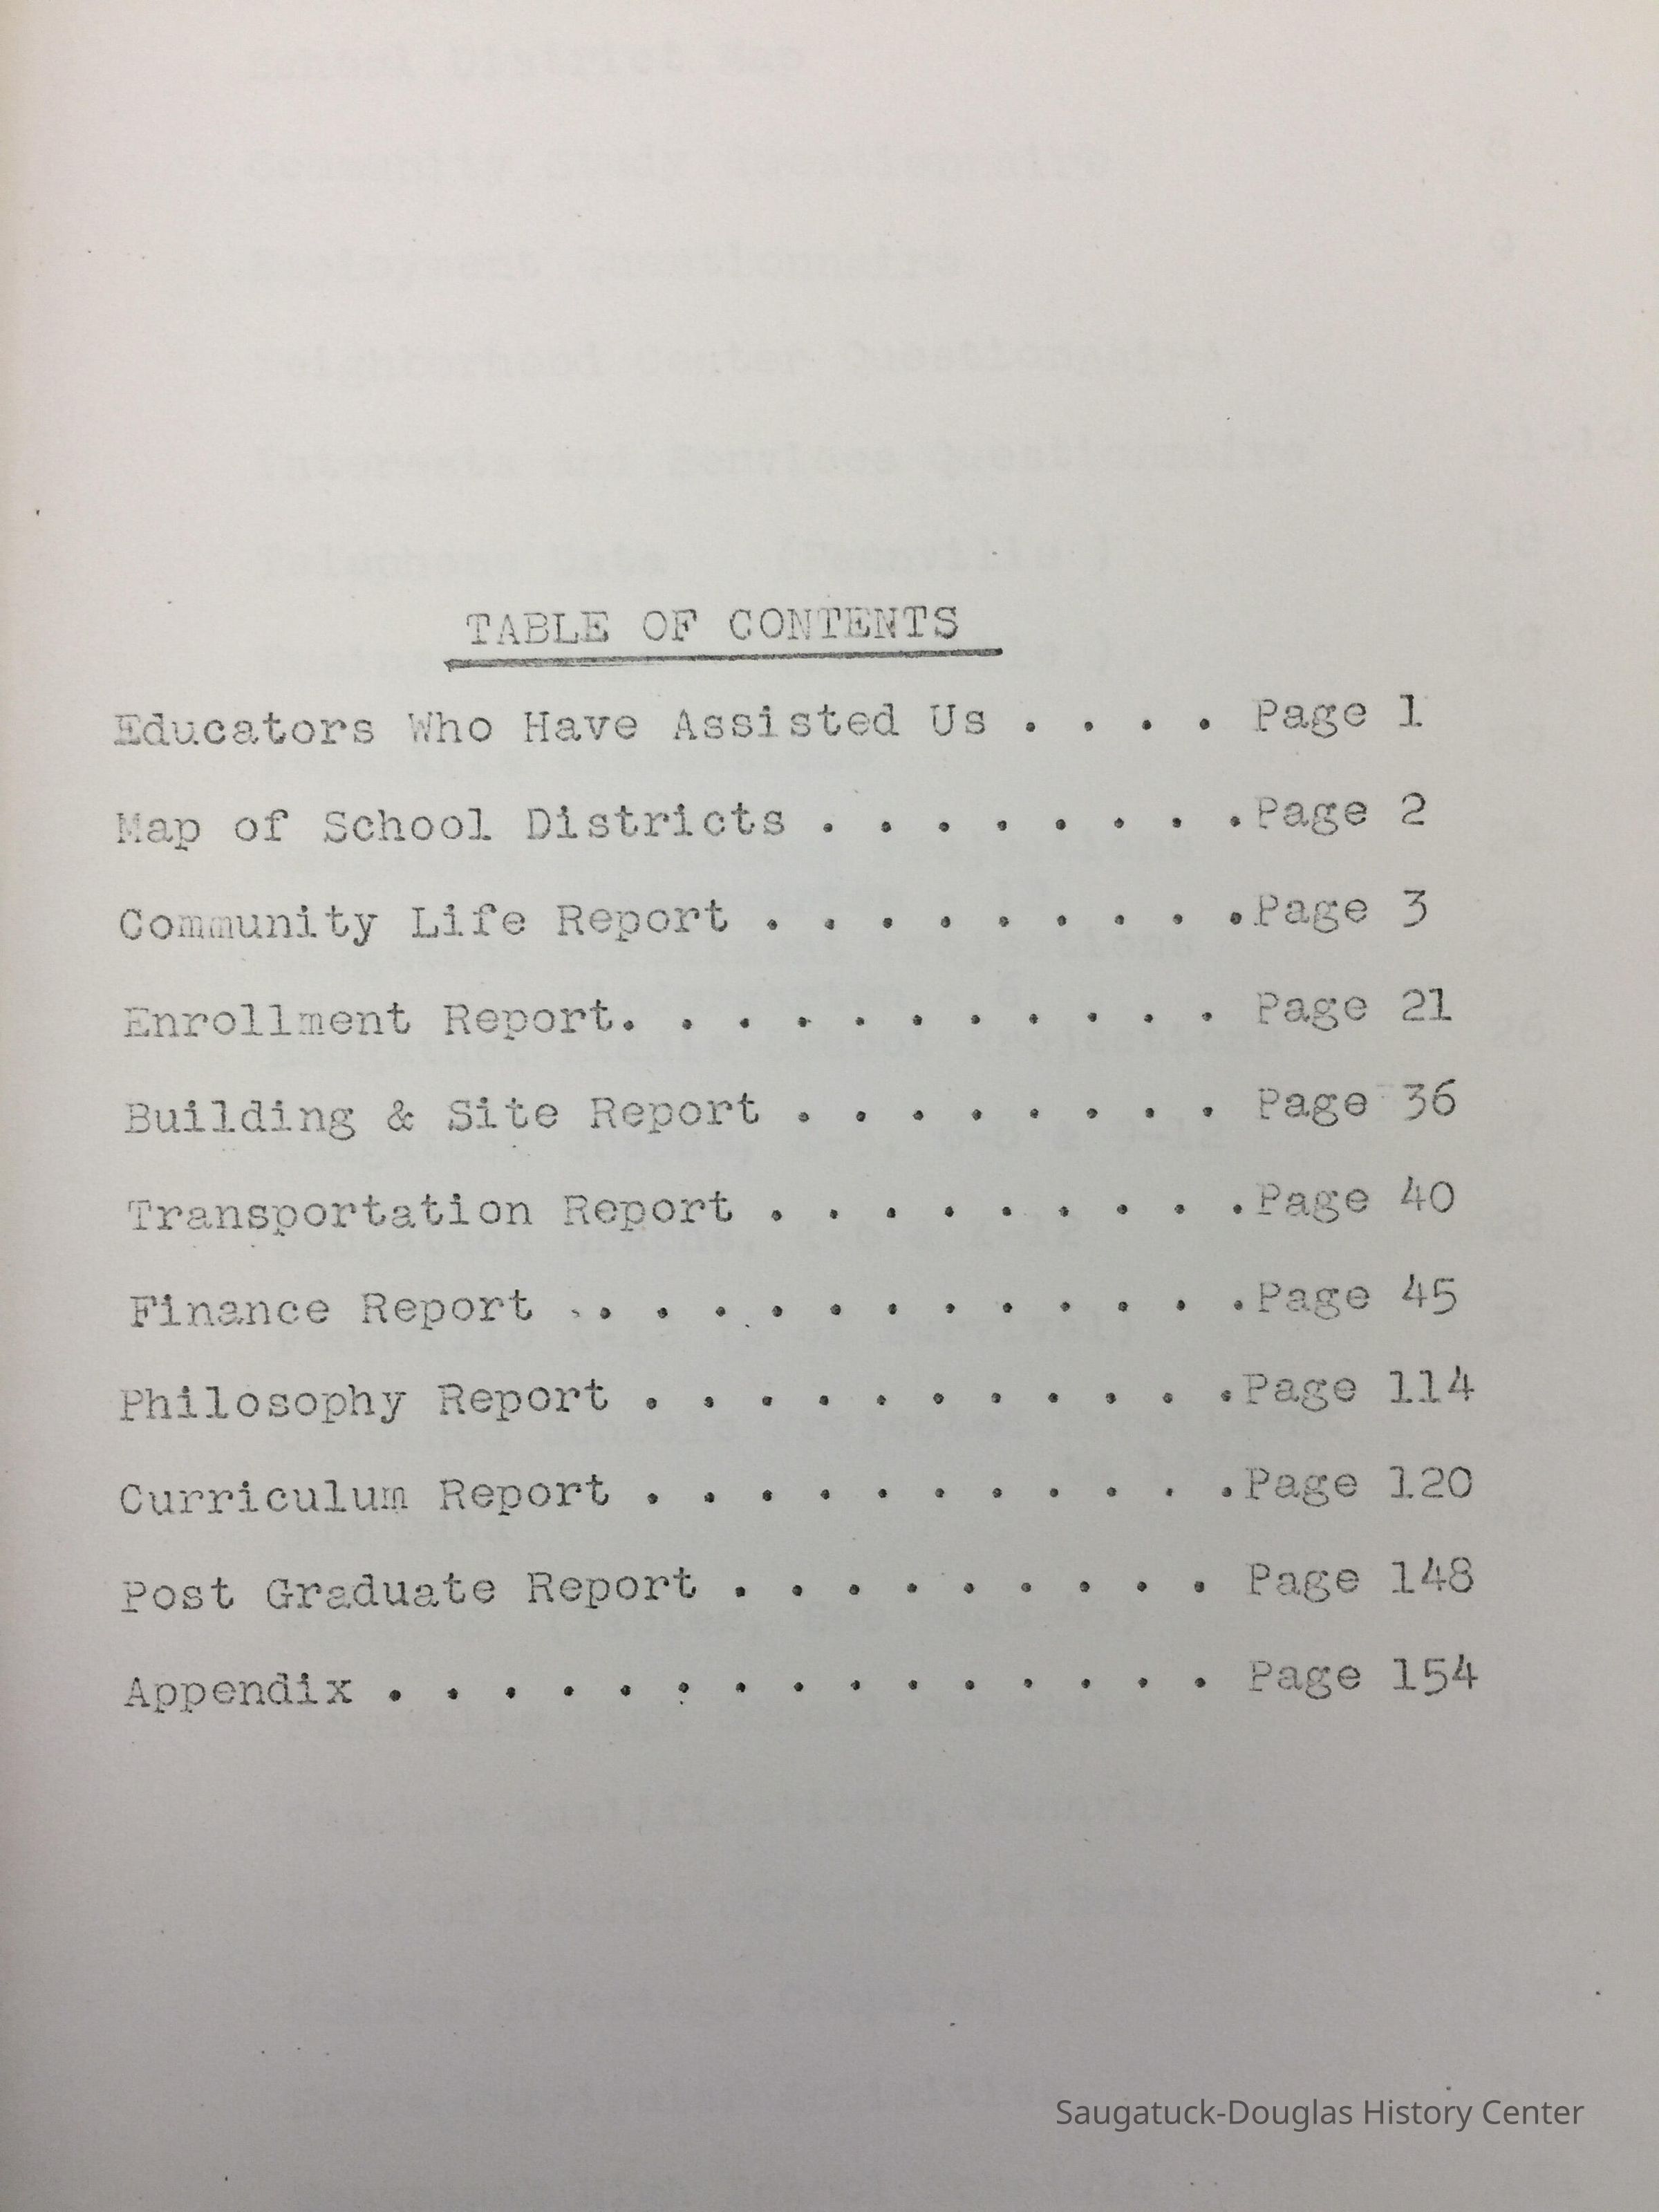 TABLE OF CONTENTS
Educators Who Have Assisted Us . . . . Page 1
Map of School Districts . . . . . . . .Page 2
Community Life Report . . . . . . . . .Page 3
Enrollment Report. . . . . . . . . . . Page 21
Building & Site Report . . . . . . . . Page 36
Transportation Report . . . . . . . . .Page 40
Finance Report . . . . . . . . . . . . .Page 45
Philosophy Report . . . . . . . . . . .Page 114
Curriculum Report . . . . . . . . . . .Page 120
Post Graduate Report . . . . . . . . . Page 148
Appendix . . . . . . . . . . . . . . . Page 154
Saugatuck-Douglas History Center